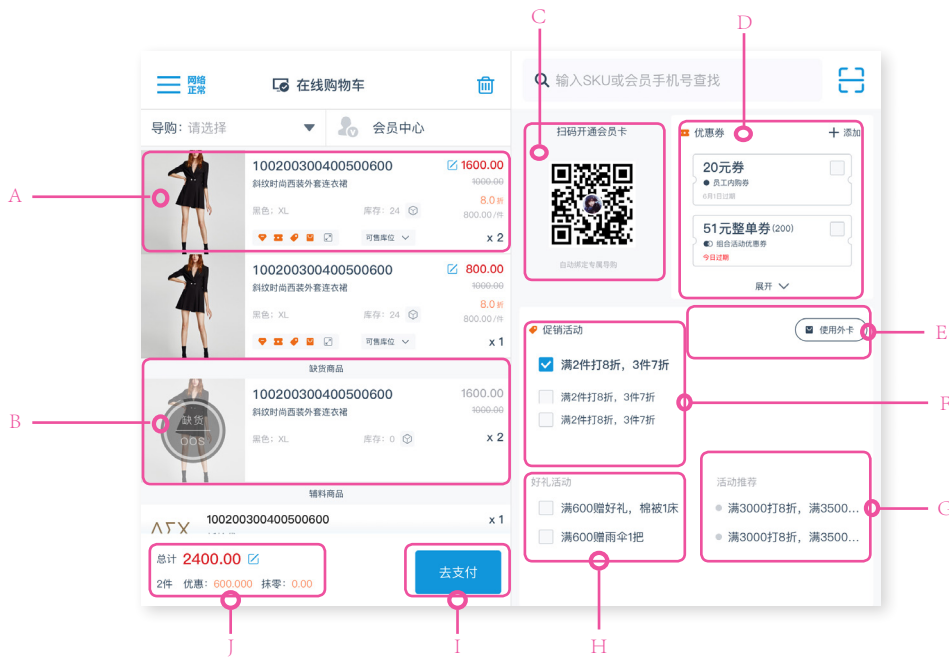 C
D
网络
正常
在线购物车
输入SKU或会员手机号查找
导购: 请选择
会员中心
扫码开通会员卡
自动绑定专属导购
优惠券
添加
20元券
员工内购券
6月1日过期
51元整单券(200)
组合活动优惠券
今日过期
展开
A
100200300400500600
1600.00
斜纹时尚西装外套连衣裙
1000.00
8.0折
黑色: XL
库存: 24
800.00/件
可售库位
x 2
100200300400500600
800.00
斜纹时尚西装外套连衣裙
1000.00
8.0折
黑色: XL
库存: 24
800.00/件
可售库位
x 1
使用外卡
E
促销活动
满2件打8折, 3件7折
满2件打8折, 3件7折
满2件打8折, 3件7折
F
缺货商品
B
缺货
OOS
100200300400500600
1600.00
斜纹时尚西装外套连衣裙
1000.00
黑色: XL
库存: 0
x 2
辅料商品
100200300400500600
x 1
好礼活动
满600赠好礼, 棉被1床
满600赠雨伞1把
活动推荐
满3000打8折, 满3500...
满3000打8折, 满3500...
G
总计 2400.00
2件 优惠: 600.000 抹零: 0.00
去支付
J
I
H